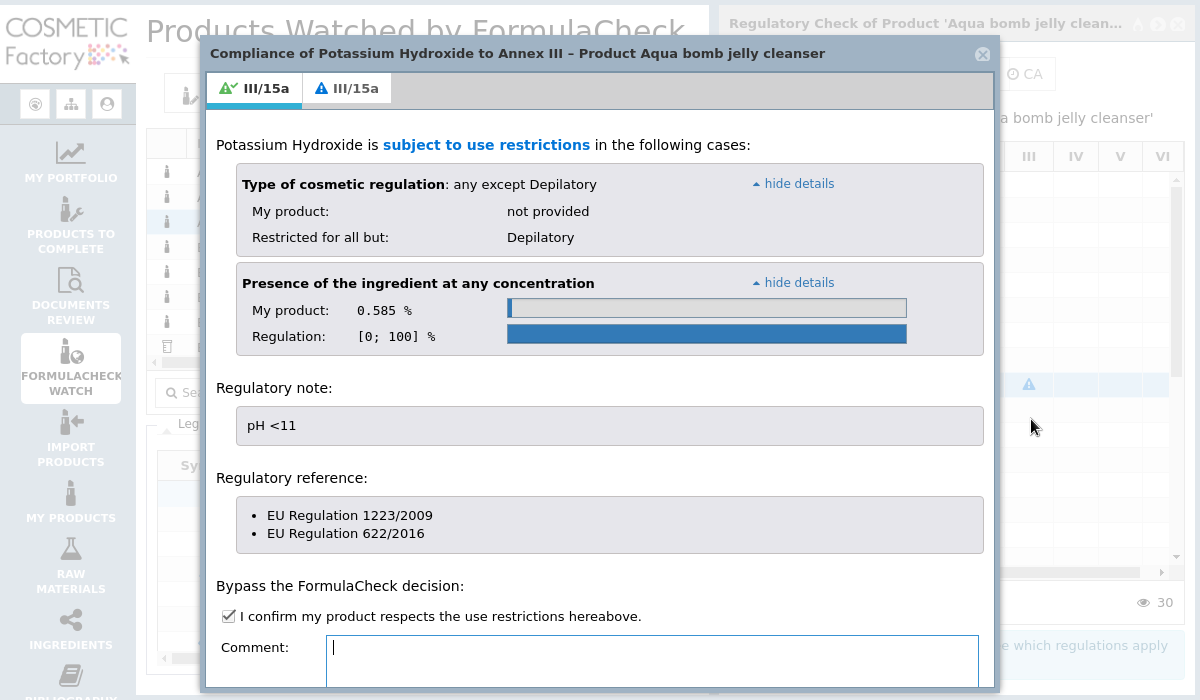 COSMETIC
Factory
Products Watched by FormulaCheck
Regulatory Check of Product 'Aqua bomb jelly clean...
Compliance of Potassium Hydroxide to Annex III – Product Aqua bomb jelly cleanser
III/15a
III/15a
CA
a bomb jelly cleanser'
III IV V VI
MY PORTFOLIO
PRODUCTS TO
COMPLETE
DOCUMENTS
REVIEW
FORMULACHECK
WATCH
IMPORT
PRODUCTS
MY PRODUCTS
RAW
MATERIALS
INGREDIENTS
Potassium Hydroxide is subject to use restrictions in the following cases:
Type of cosmetic regulation: any except Depilatory
hide details
My product: not provided
Restricted for all but: Depilatory
Presence of the ingredient at any concentration
hide details
My product: 0.585 %
Regulation: [0; 100] %
Regulatory note:
pH <11
Regulatory reference:
• EU Regulation 1223/2009
• EU Regulation 622/2016
Bypass the FormulaCheck decision:
I confirm my product respects the use restrictions hereabove.
Comment:
Sea
Leg
Sy
30
e which regulations apply